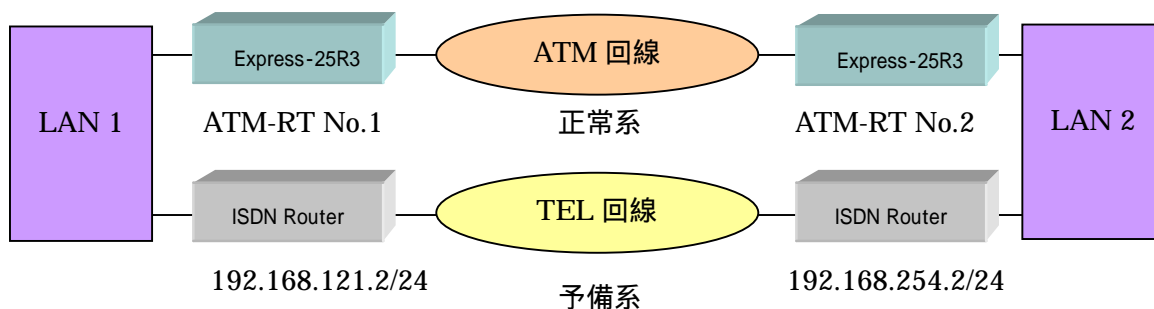 LAN 1
Express-25R3
ATM 回線
Express-25R3
LAN 2
ATM-RT No.1
正常系
ATM-RT No.2
ISDN Router
TEL 回線
ISDN Router
192.168.121.2/24
予備系
192.168.254.2/24